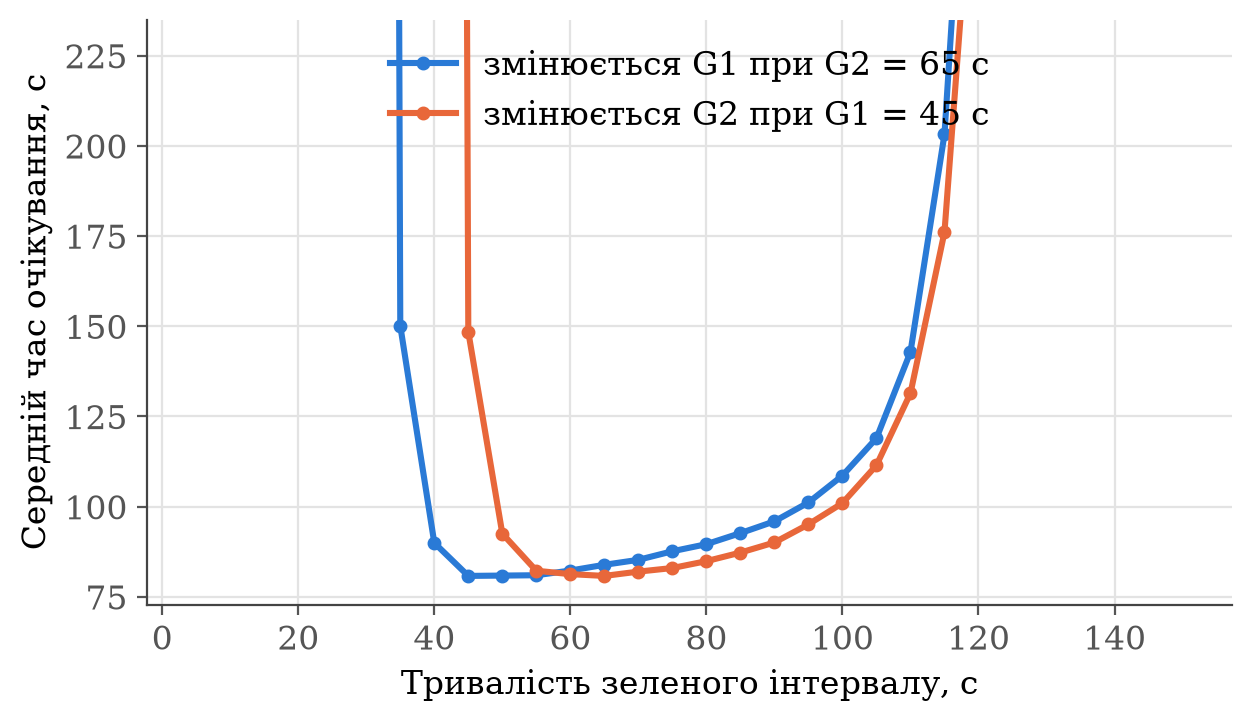 225
200
175
150
125
100
75
Середній час очікування, с
змінюється G1 при G2 = 65 с
змінюється G2 при G1 = 45 с
0 20 40 60 80 100 120 140
Тривалість зеленого інтервалу, с